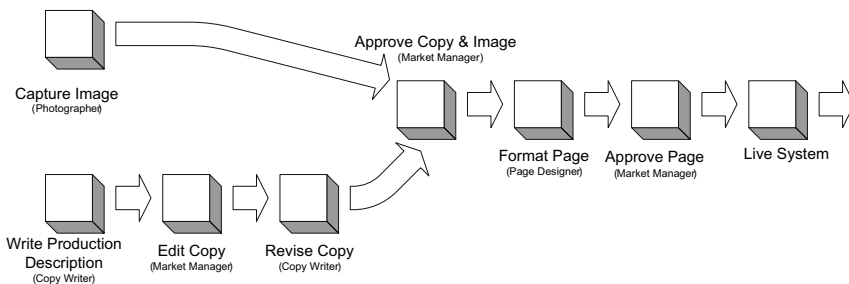 Approve Copy & Image
(Market Manager)
Capture Image
(Photographer)
Format Page
(Page Designer)
Approve Page
(Market Manager)
Live System
Write Production
Description
(Copy Writer)
Edit Copy
(Market Manager)
Revise Copy
(Copy Writer)